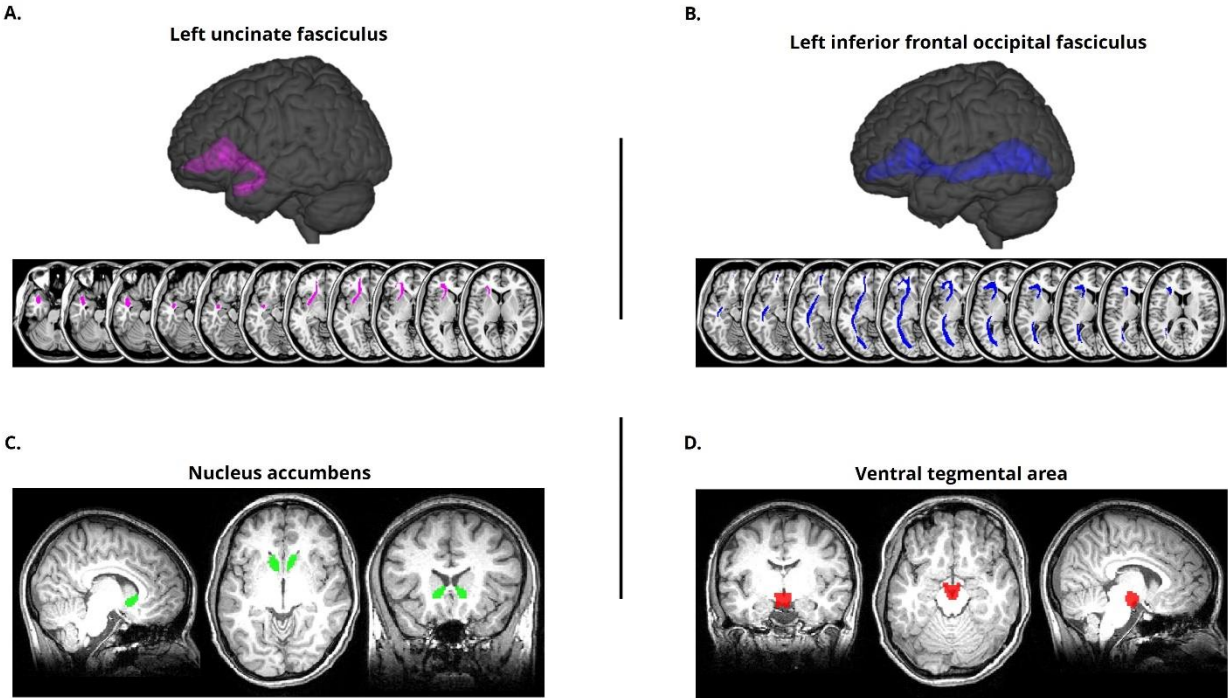 A.
Left uncinate fasciculus
B.
Left inferior frontal occipital fasciculus
C.
Nucleus accumbens
D.
Ventral tegmental area